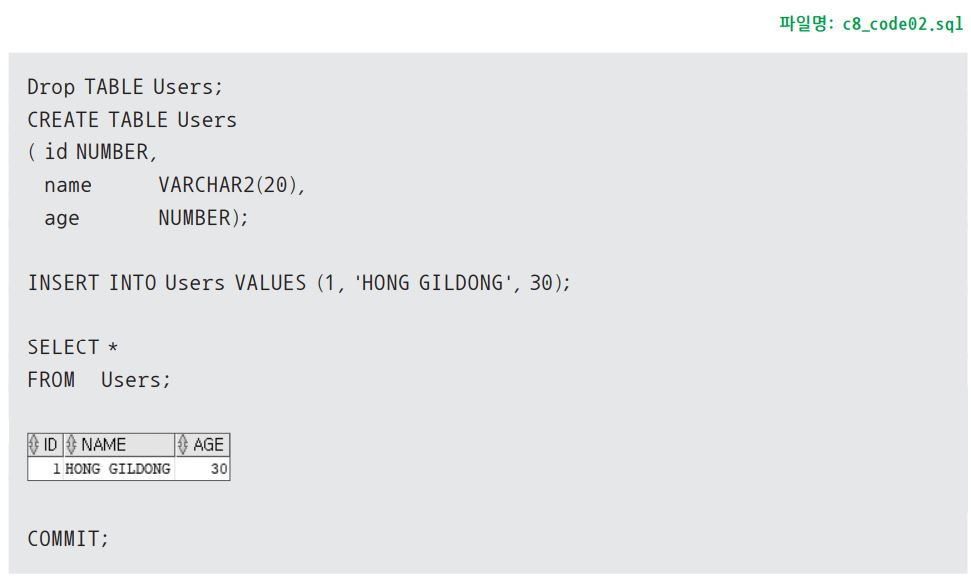 파일명: c8_code02.sql
Drop TABLE Users;
CREATE TABLE Users
( id NUMBER,
name VARCHAR2(20),
age NUMBER);
INSERT INTO Users VALUES (1, 'HONG GILDONG', 30);
SELECT *
FROM Users;
ID NAME AGE
1 HONG GILDONG 30
COMMIT;